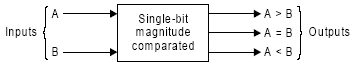 Inputs
A
B
Single-bit
magnitude
comparated
A > B
A = B
A < B
Outputs